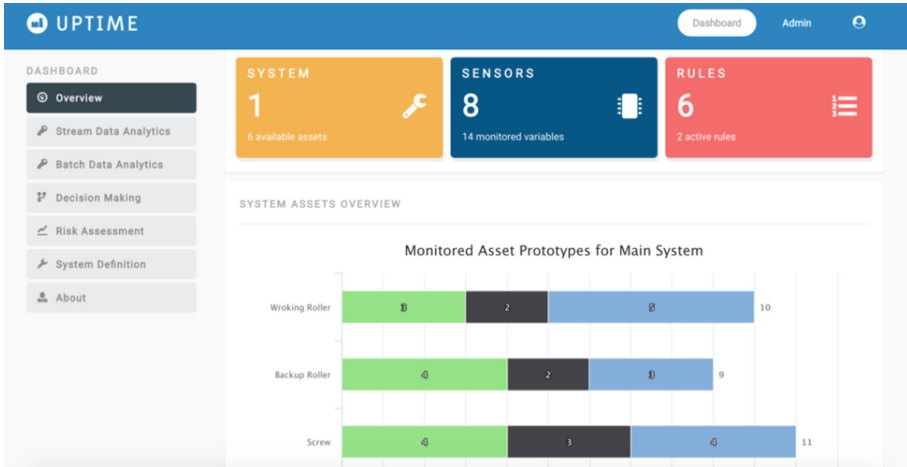 UPTIME
Dashboard
Admin
DASHBOARD
Overview
Stream Data Analytics
Batch Data Analytics
Decision Making
Risk Assessment
System Definition
About
SYSTEM
1
6 available assets
SENSORS
8
14 monitored variables
RULES
6
2 active rules
SYSTEM ASSETS OVERVIEW
Monitored Asset Prototypes for Main System
Wroking Roller 3 2 5 10
Backup Roller 4 2 3 9
Screw 4 3 4 11